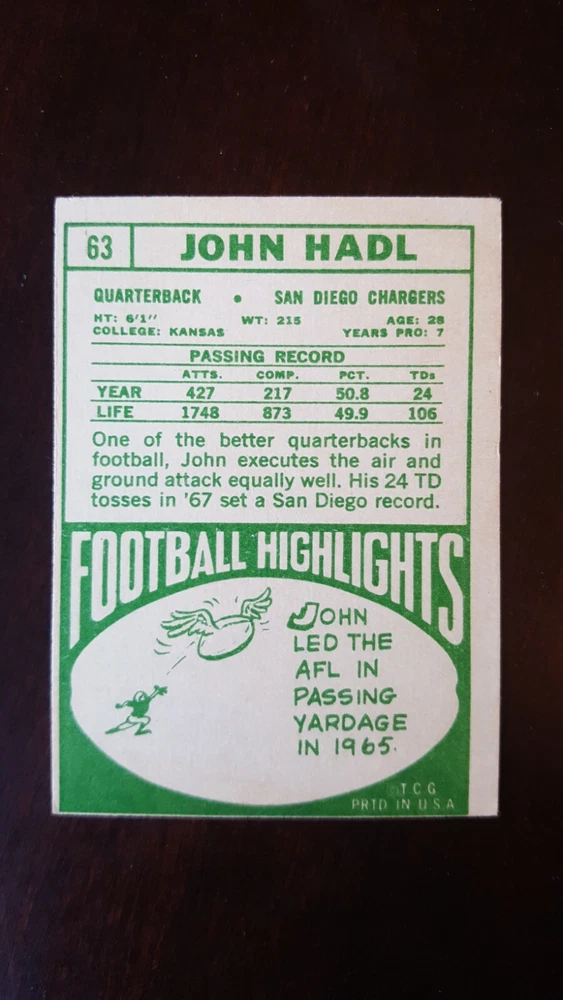 63 JOHN HADL
QUARTERBACK • SAN DIEGO CHARGERS
HT: 6'1" WT: 215 AGE: 28
COLLEGE: KANSAS YEARS PRO: 7
PASSING RECORD
ATTS. COMP. PCT. TDs
YEAR 427 217 50.8 24
LIFE 1748 873 49.9 106
One of the better quarterbacks in
football, John executes the air and
ground attack equally well. His 24 TD
tosses in '67 set a San Diego record.
FOOTBALL HIGHLIGHTS
JOHN
LED THE
AFL IN
PASSING
YARDAGE
IN 1965.
T.C.G
PRTD IN U.S.A